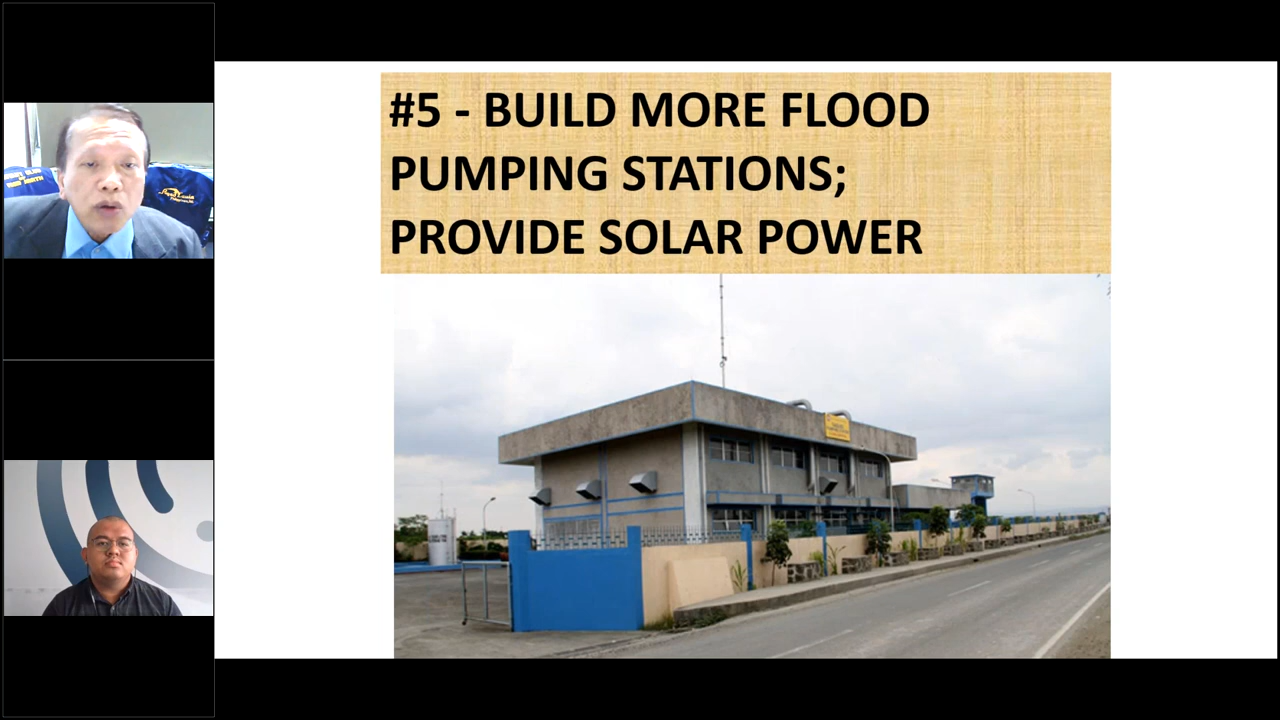 #5 - BUILD MORE FLOOD
PUMPING STATIONS;
PROVIDE SOLAR POWER